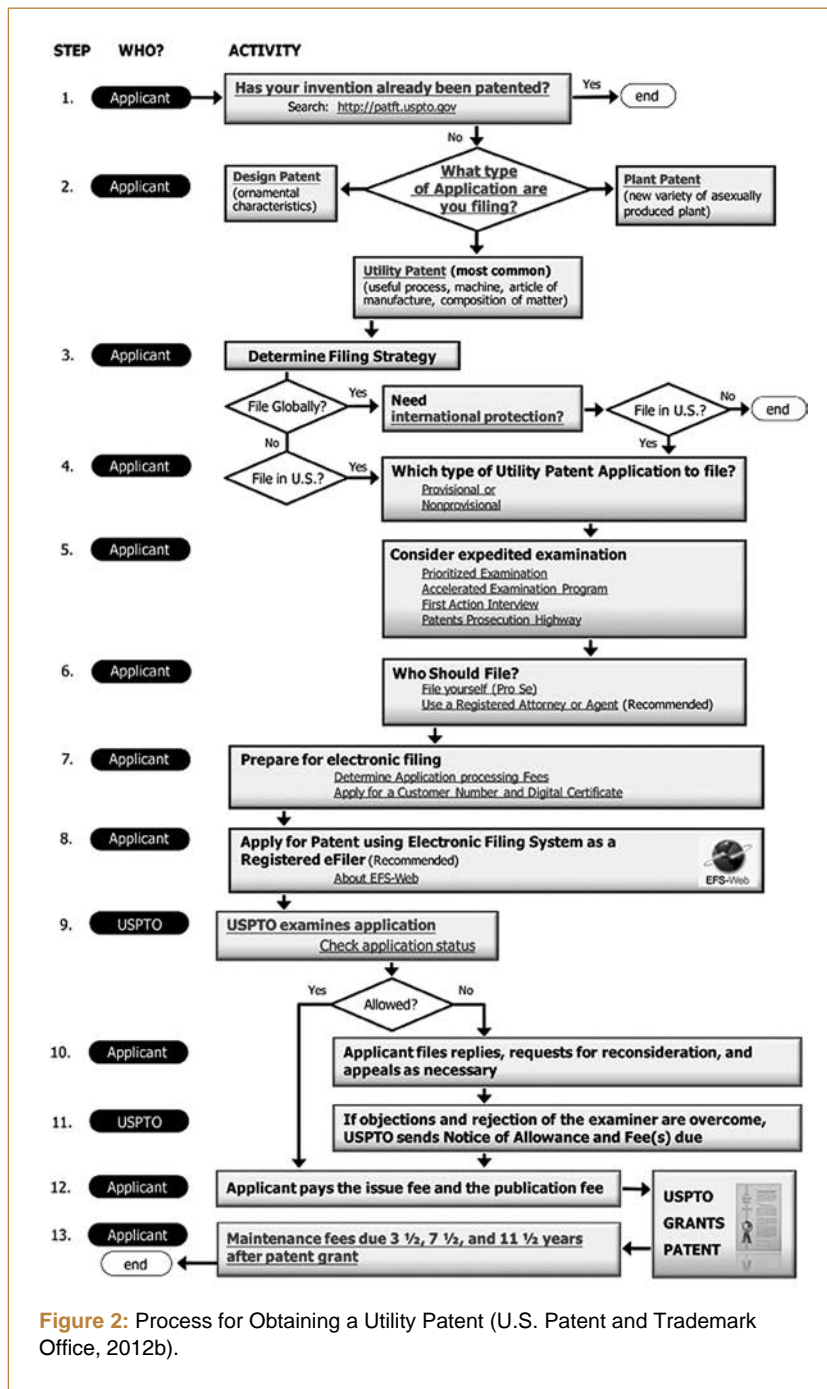 STEP WHO? ACTIVITY
1. Applicant
Has your invention already been patented?
Search: http://patft.uspto.gov
Yes
end
No
2. Applicant
Design Patent
(ornamental
characteristics)
What type
of Application are
you filing?
Plant Patent
(new variety of asexually
produced plant)
Utility Patent (most common)
(useful process, machine, article of
manufacture, composition of matter)
3. Applicant
Determine Filing Strategy
File Globally?
Yes
Need
international protection?
File in U.S.?
No
end
No
Yes
4. Applicant
File in U.S.?
Yes
Which type of Utility Patent Application to file?
Provisional or
Nonprovisional
5. Applicant
Consider expedited examination
Prioritized Examination
Accelerated Examination Program
First Action Interview
Patents Prosecution Highway
6. Applicant
Who Should File?
File yourself (Pro Se)
Use a Registered Attorney or Agent (Recommended)
7. Applicant
Prepare for electronic filing
Determine Application processing Fees
Apply for a Customer Number and Digital Certificate
8. Applicant
Apply for Patent using Electronic Filing System as a
Registered eFiler (Recommended)
About EFS-Web
EFS-Web
9. USPTO
USPTO examines application
Check application status
Yes
Allowed?
No
10. Applicant
Applicant files replies, requests for reconsideration, and
appeals as necessary
11. USPTO
If objections and rejection of the examiner are overcome,
USPTO sends Notice of Allowance and Fee(s) due
12. Applicant
Applicant pays the issue fee and the publication fee
USPTO
GRANTS
PATENT
13. Applicant
Maintenance fees due 3 ½, 7 ½, and 11 ½ years
after patent grant
end
Figure 2: Process for Obtaining a Utility Patent (U.S. Patent and Trademark
Office, 2012b).